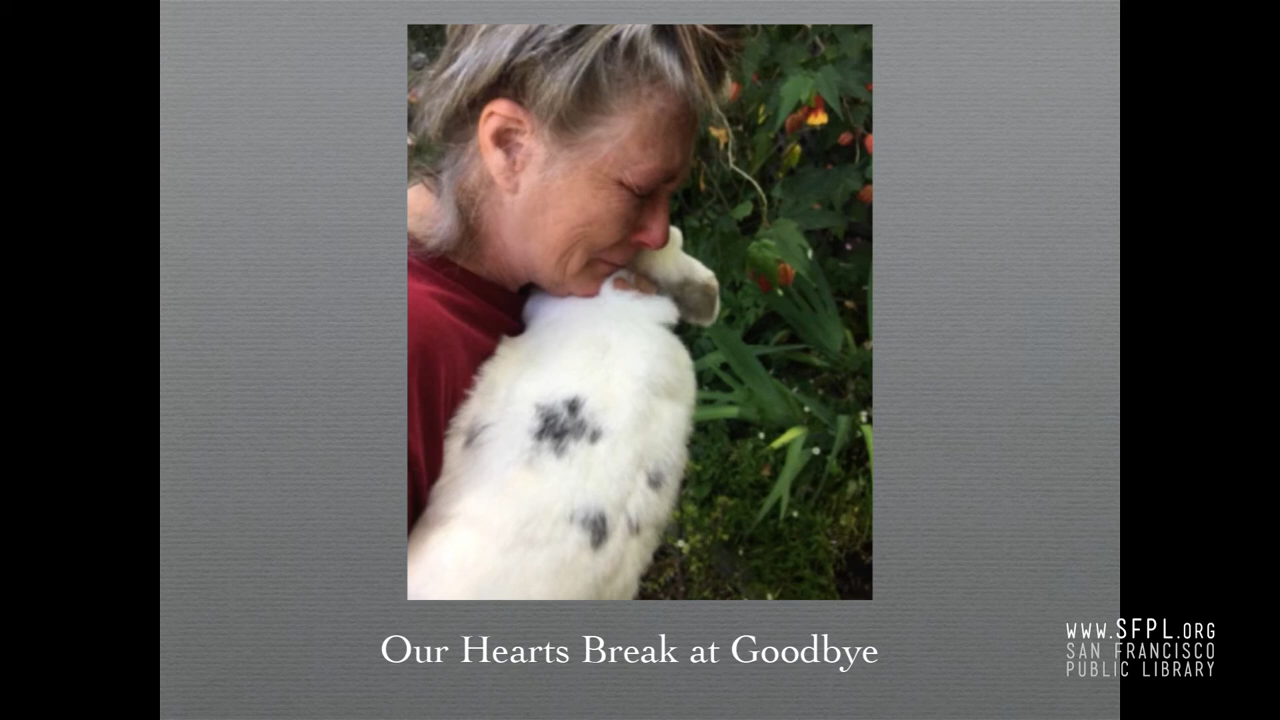 Our Hearts Break at Goodbye
WWW.SFPL.ORG
SAN FRANCISCO
PUBLIC LIBRARY